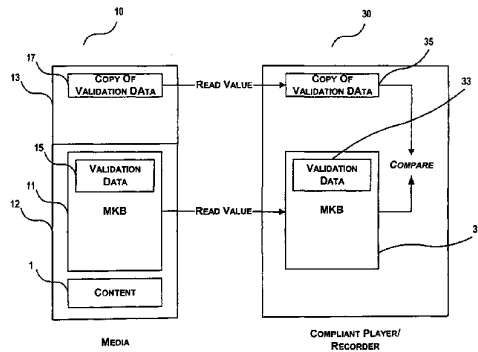 10
30
17
COPY OF
VALIDATION DATA
READ VALUE
COPY OF
VALIDATION DATA
35
13
33
15
VALIDATION
DATA
VALIDATION
DATA
COMPARE
11
MKB
READ VALUE
MKB
12
3
1
CONTENT
MEDIA
COMPLIANT PLAYER/
RECORDER